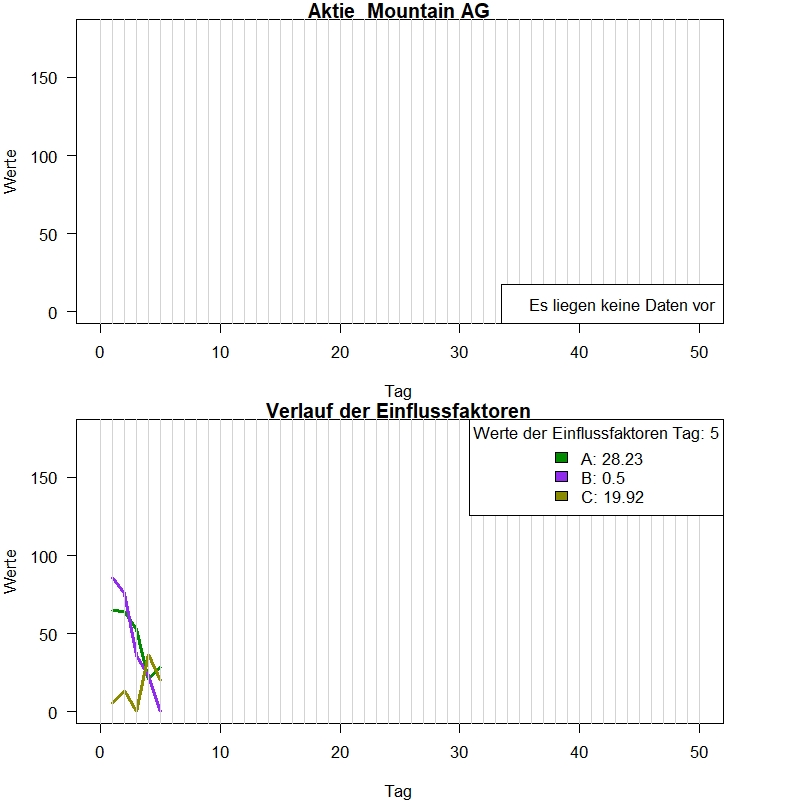 Aktie  Mountain AG
Werte
150
100
50
0
Es liegen keine Daten vor
0 10 20 30 40 50
Tag
Verlauf der Einflussfaktoren
Werte
150
100
50
0
Werte der Einflussfaktoren Tag: 5
A: 28.23
B: 0.5
C: 19.92
0 10 20 30 40 50
Tag